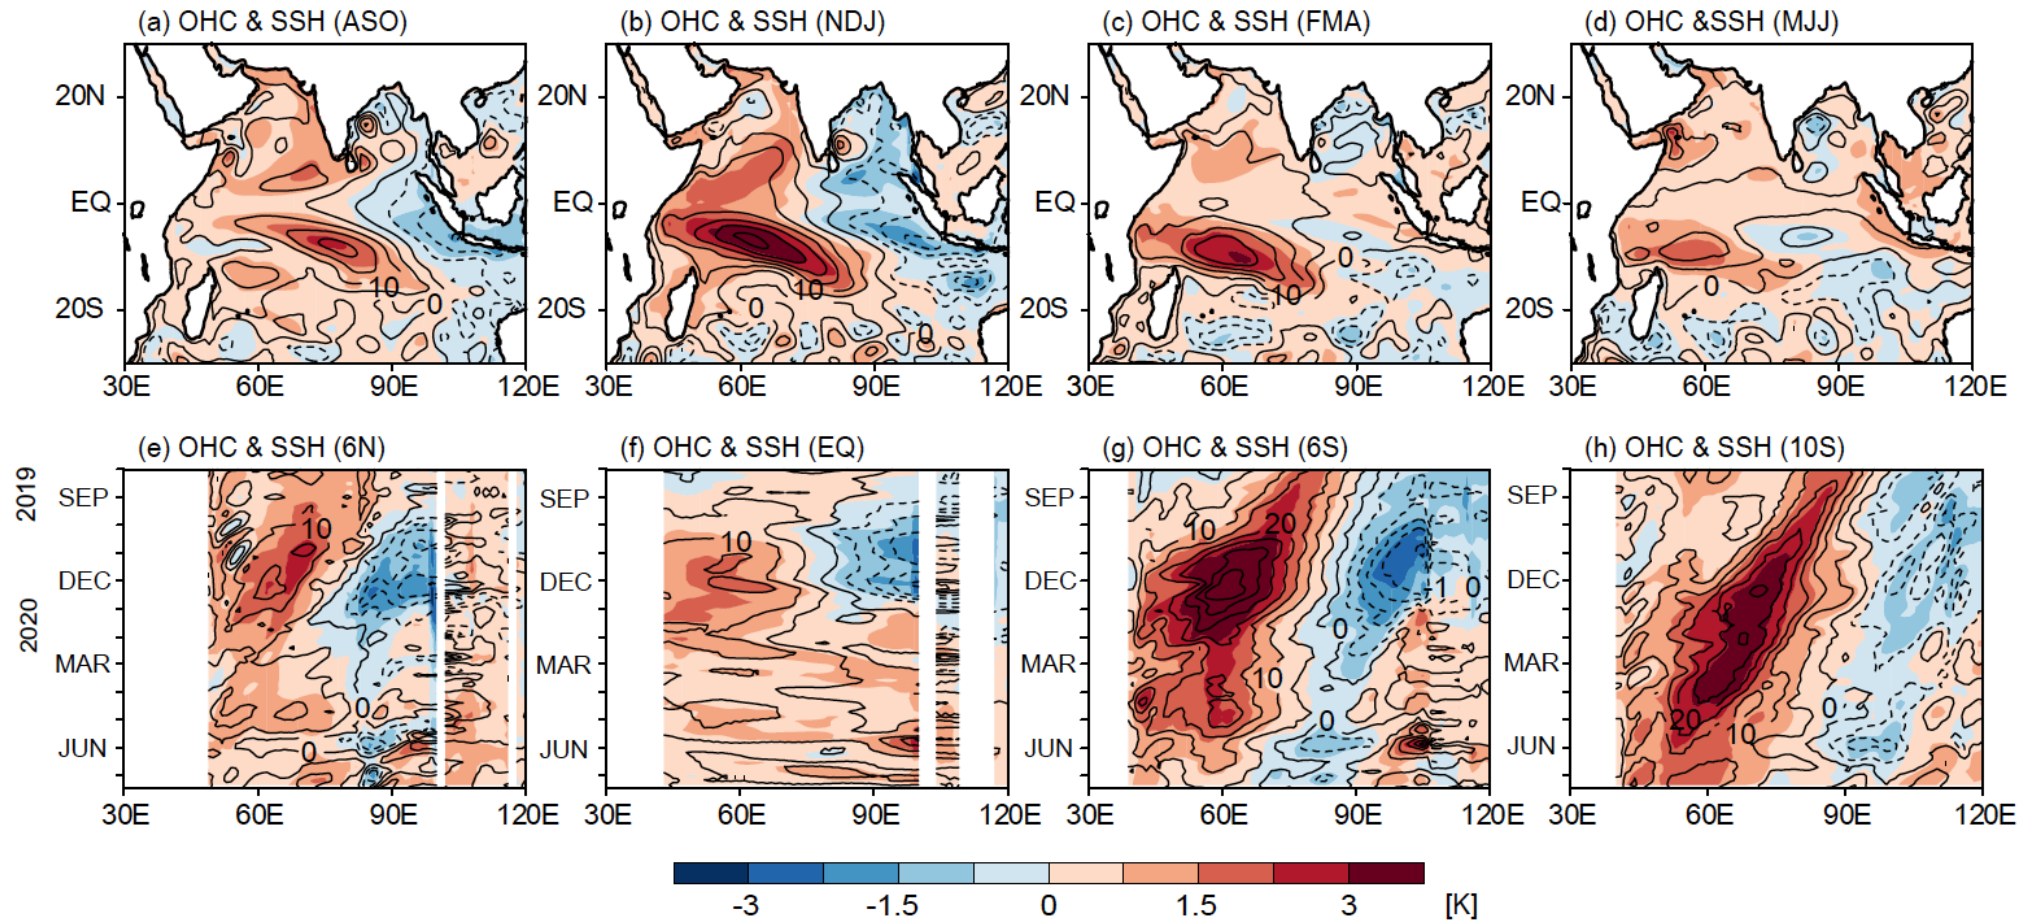 (a) OHC & SSH (ASO)
(b) OHC & SSH (NDJ)
(c) OHC & SSH (FMA)
(d) OHC &SSH (MJJ)
20N
EQ
20S
10
0
30E
60E
90E
120E
20N
EQ
20S
0
10
0
30E
60E
90E
120E
20N
EQ
20S
0
10
30E
60E
90E
120E
20N
EQ
20S
0
30E
60E
90E
120E
(e) OHC & SSH (6N)
(f) OHC & SSH (EQ)
(g) OHC & SSH (6S)
(h) OHC & SSH (10S)
2019
2020
SEP
DEC
MAR
JUN
10
0
0
30E
60E
90E
120E
SEP
DEC
MAR
JUN
10
30E
60E
90E
120E
SEP
DEC
MAR
JUN
10
20
10
0
10
0
30E
60E
90E
120E
SEP
DEC
MAR
JUN
20
10
0
30E
60E
90E
120E
-3
-1.5
0
1.5
3
[K]